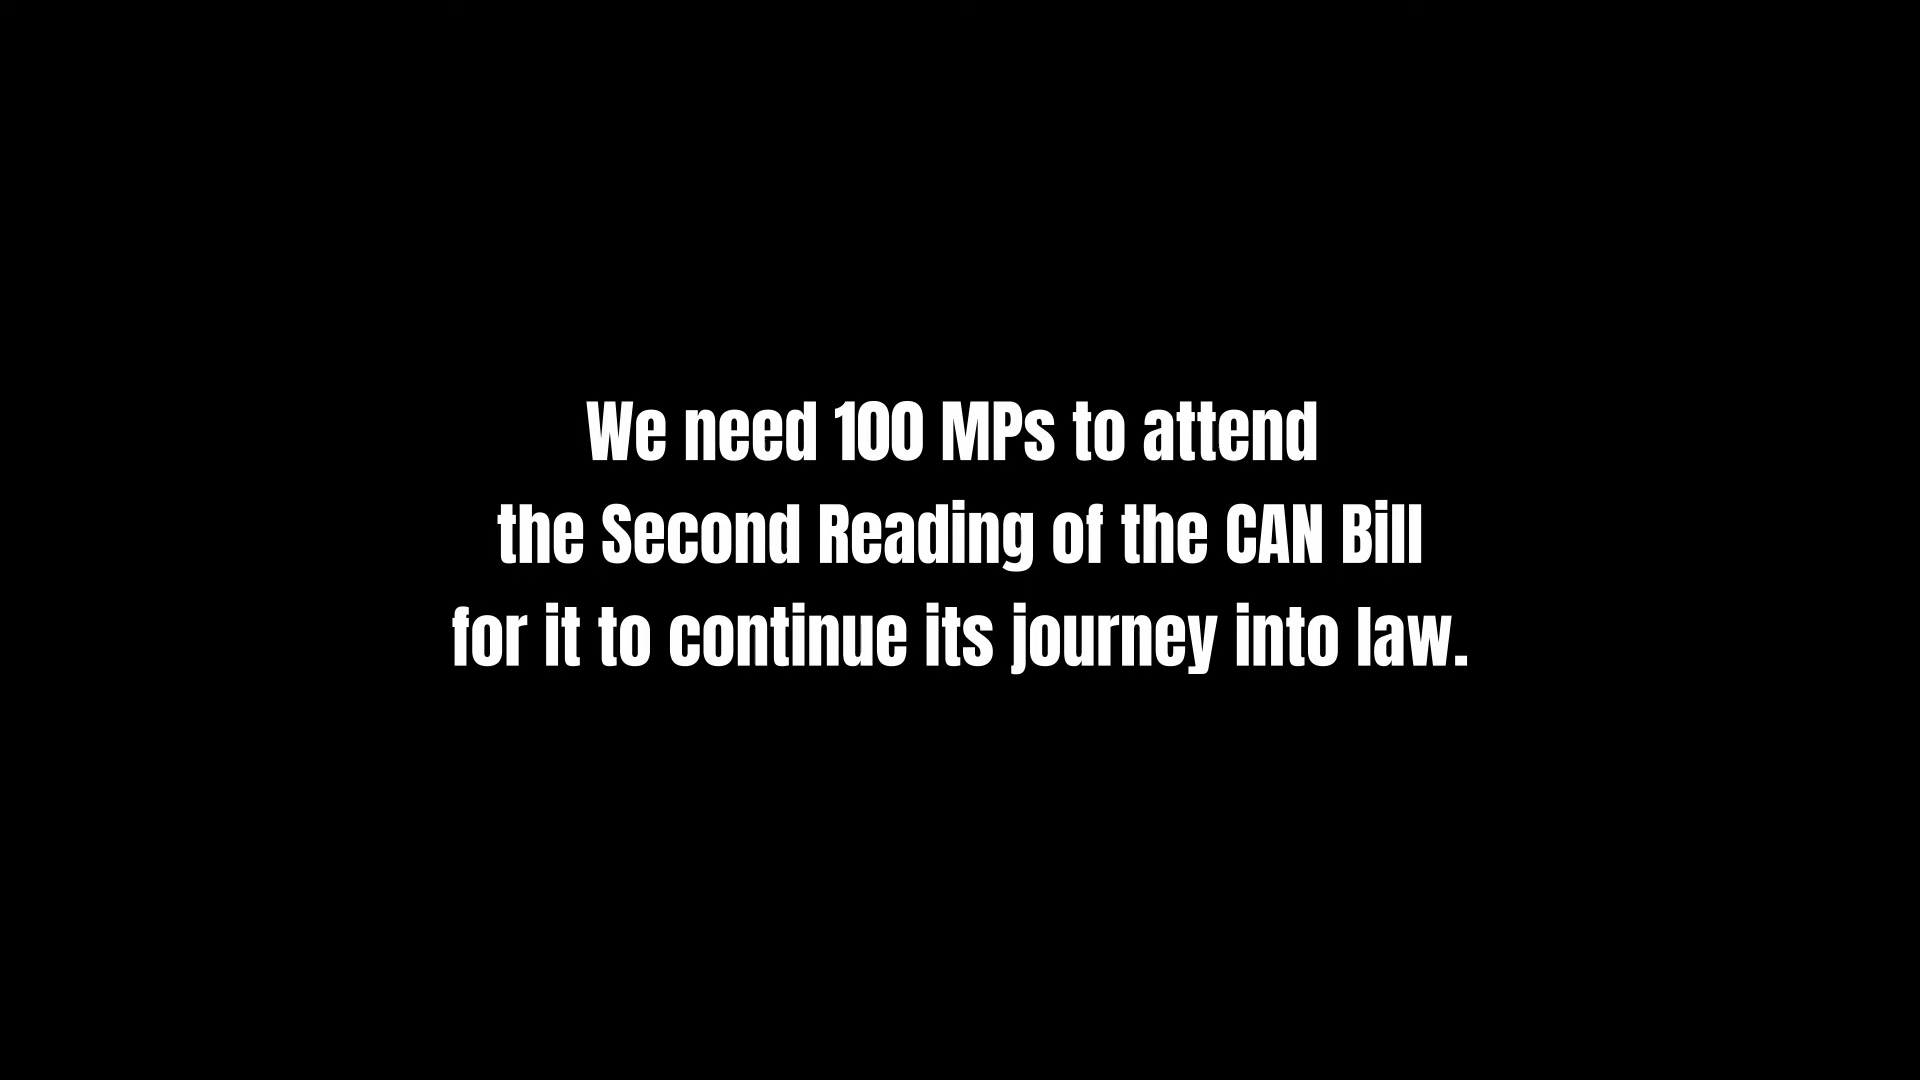 We need 100 MPs to attend
the Second Reading of the CAN Bill
for it to continue its journey into law.